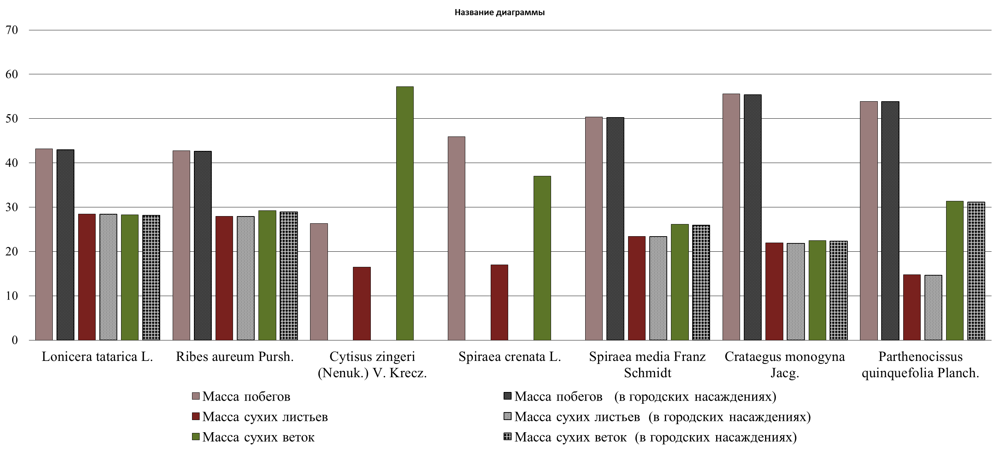 Название диаграммы
70
60
50
40
30
20
10
0
Lonicera tatarica L.
Ribes aureum Pursh.
Cytisus zingeri
(Nenuk.) V. Krecz.
Spiraea crenata L.
Spiraea media Franz
Schmidt
Crataegus monogyna
Jacg.
Parthenocissus
quinquefolia Planch.
Масса побегов
Масса побегов (в городских насаждениях)
Масса сухих листьев
Масса сухих листьев (в городских насаждениях)
Масса сухих веток
Масса сухих веток (в городских насаждениях)